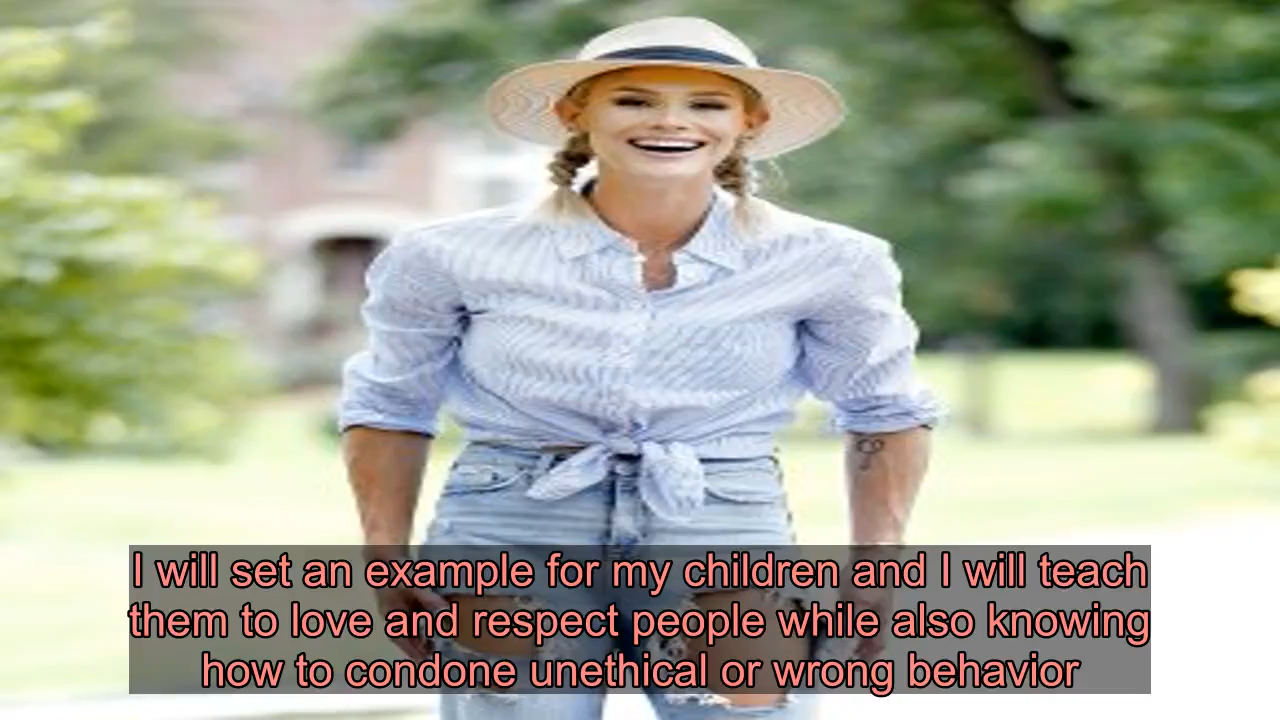 I will set an example for my children and I will teach
them to love and respect people while also knowing
how to condone unethical or wrong behavior